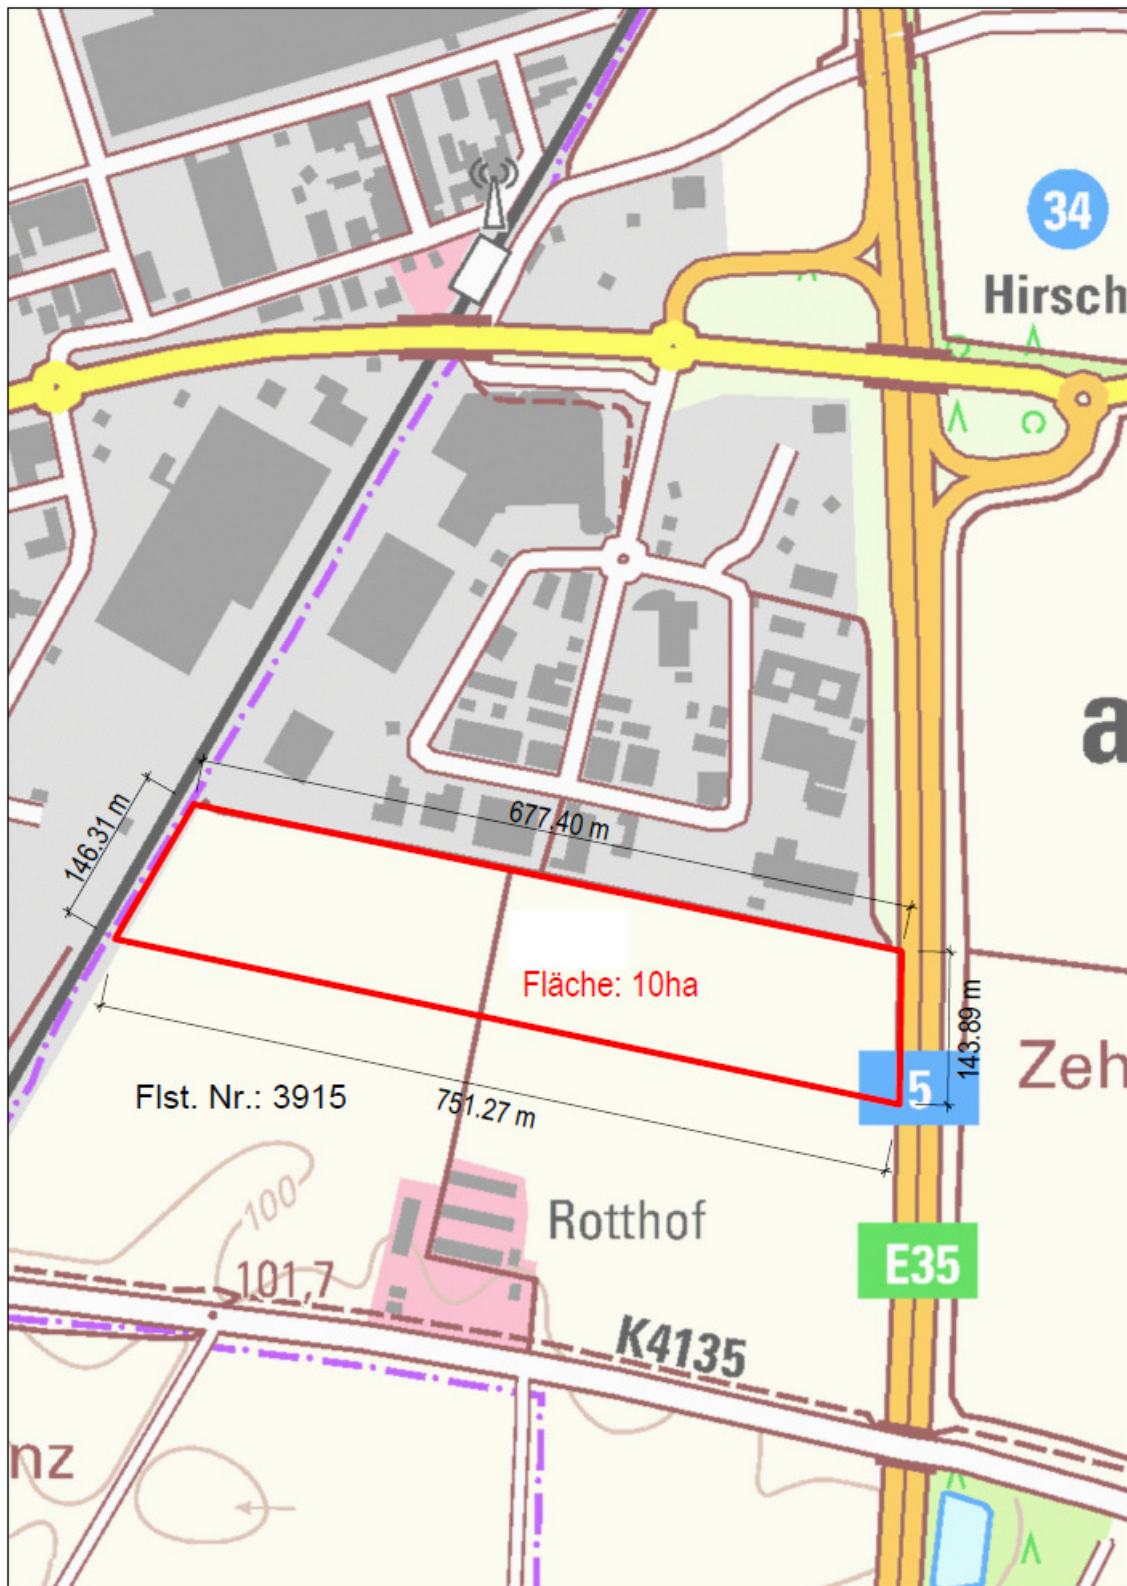 34
Hirsch
a
146.31 m
677.40 m
Fläche: 10ha
143.89 m
Zeh
5
Flst. Nr.: 3915
751.27 m
100
Rotthof
E35
101,7
K4135
nz